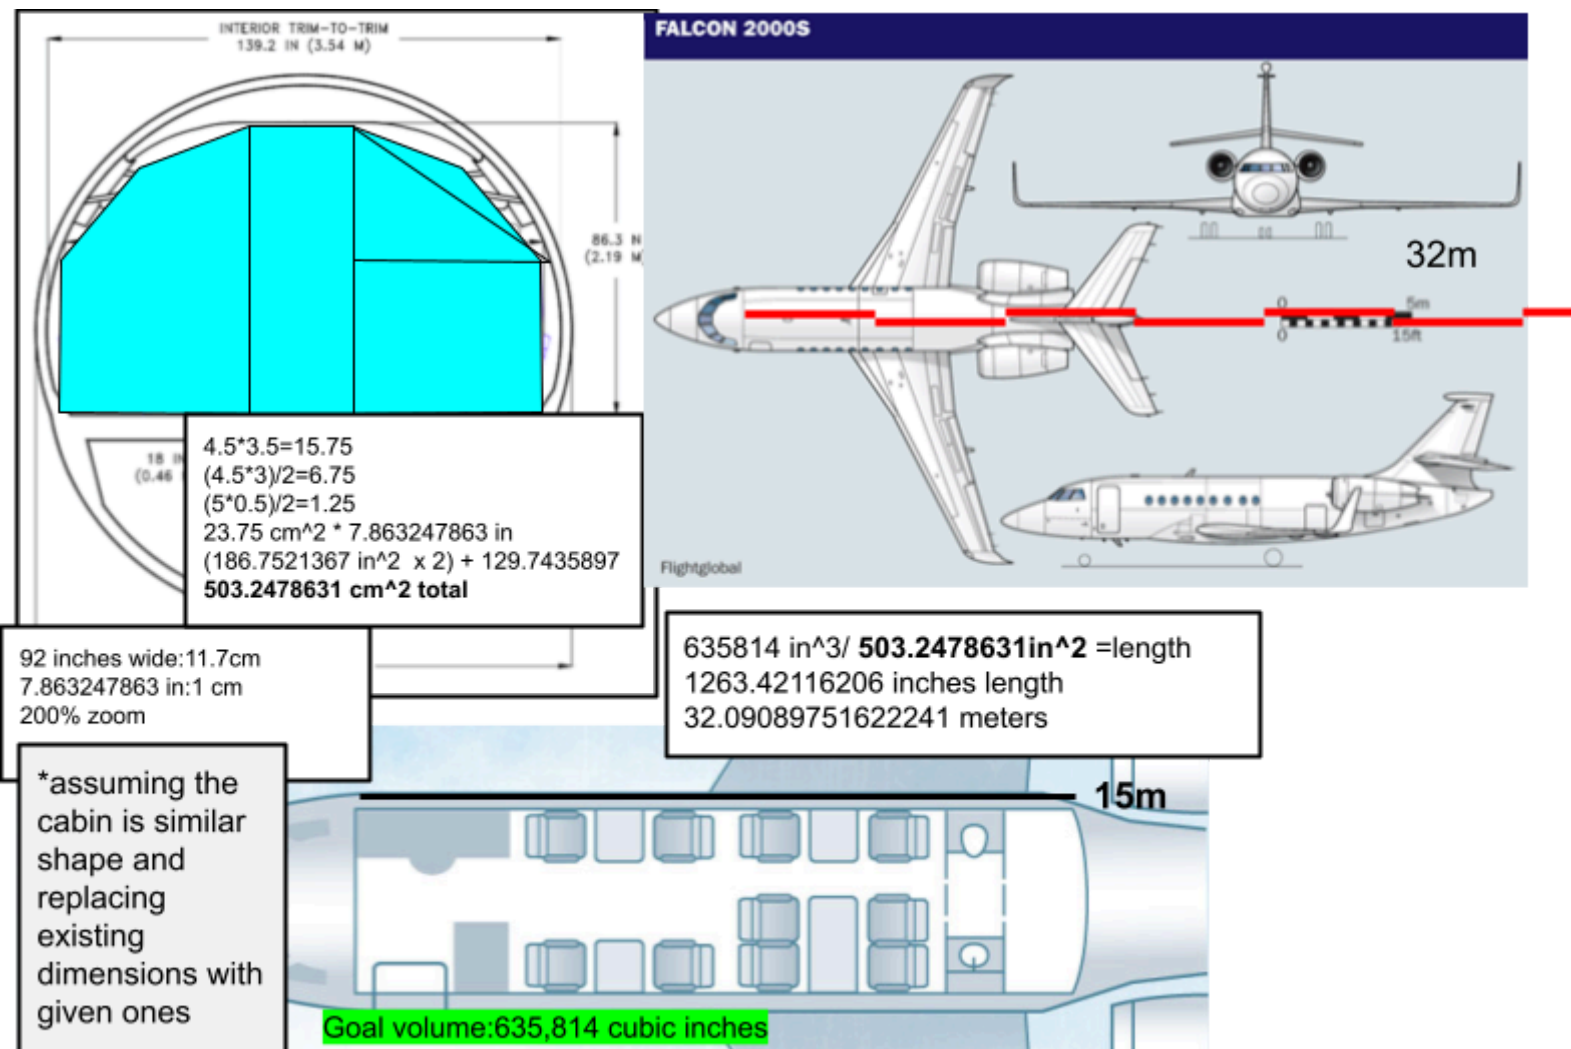 INTERIOR TRIM-TO-TRIM
139.2 IN (3.54 M)
86.3 N
(2.19 M
18 IN
(0.46
FALCON 2000S
32m
0
5m
0
15ft
Flightglobal
4.5*3.5=15.75
(4.5*3)/2=6.75
(5*0.5)/2=1.25
23.75 cm^2 * 7.863247863 in
(186.7521367 in^2 x 2) + 129.7435897
503.2478631 cm^2 total
92 inches wide:11.7cm
7.863247863 in:1 cm
200% zoom
635814 in^3/ 503.2478631in^2 =length
1263.42116206 inches length
32.09089751622241 meters
*assuming the
cabin is similar
shape and
replacing
existing
dimensions with
given ones
15m
Goal volume:635,814 cubic inches